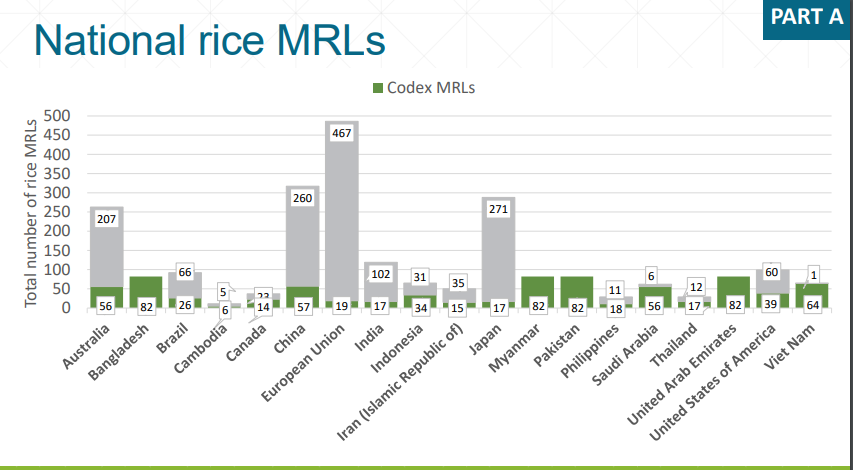 PART A
National rice MRLs
Codex MRLs
Total number of rice MRLs
500
450
400
350
300
250
200
150
100
50
0
207
66
5
23
260
467
102
31
35
271
11
6
12
60
1
56
82
26
6
14
57
19
17
34
15
17
82
82
18
56
17
82
39
64
Australia
Bangladesh
Brazil
Cambodia
Canada
China
European Union
India
Indonesia
Iran (Islamic Republic of)
Japan
Myanmar
Pakistan
Philippines
Saudi Arabia
Thailand
United Arab Emirates
United States of America
Viet Nam